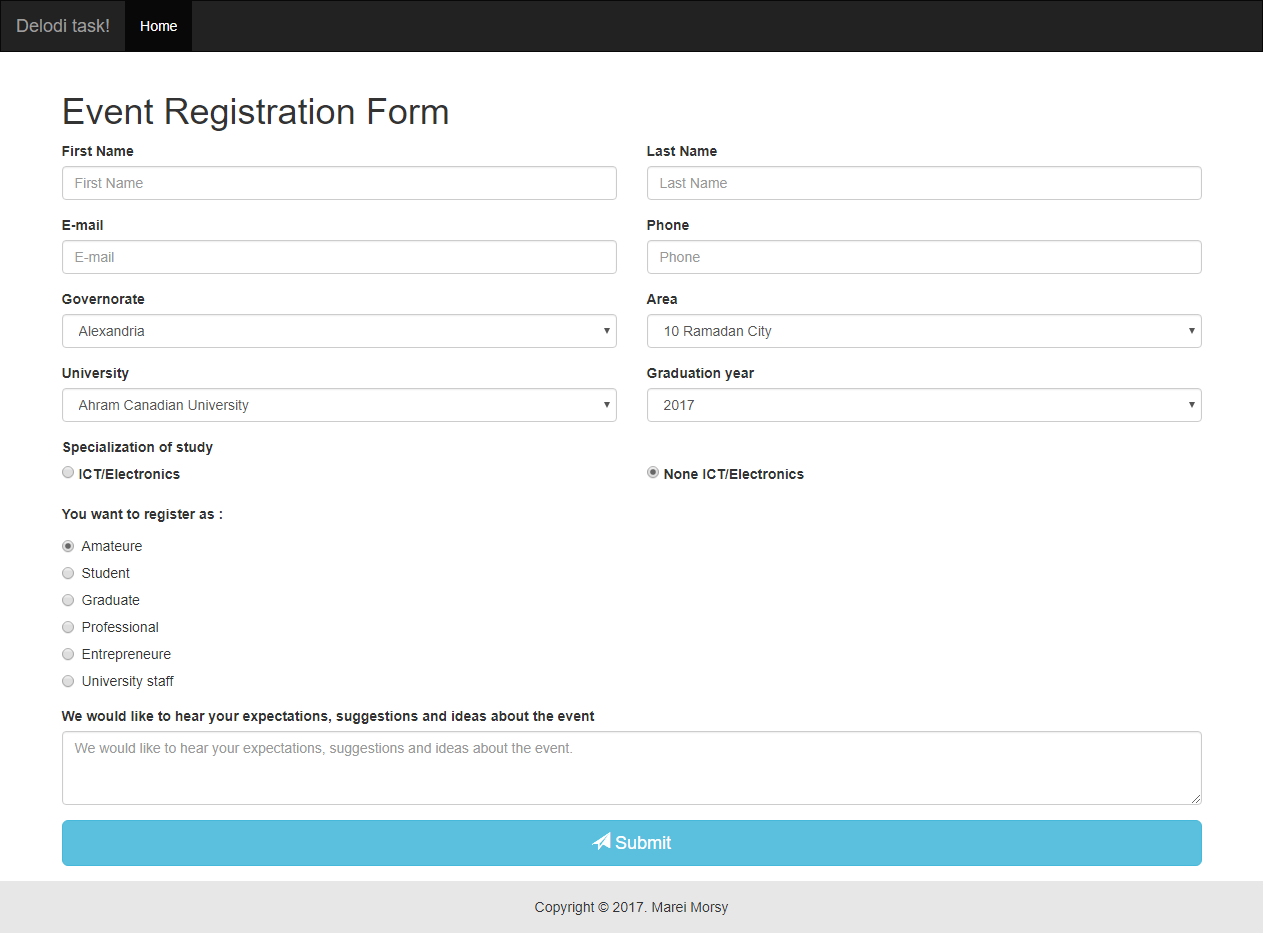 Delodi task! Home
Event Registration Form
First Name Last Name
First Name Last Name
E-mail Phone
E-mail Phone
Governorate Area
Alexandria 10 Ramadan City
University Graduation year
Ahram Canadian University 2017
Specialization of study
ICT/Electronics None ICT/Electronics
You want to register as :
Amateure
Student
Graduate
Professional
Entrepreneure
University staff
We would like to hear your expectations, suggestions and ideas about the event
We would like to hear your expectations, suggestions and ideas about the event.
Submit
Copyright © 2017. Marei Morsy